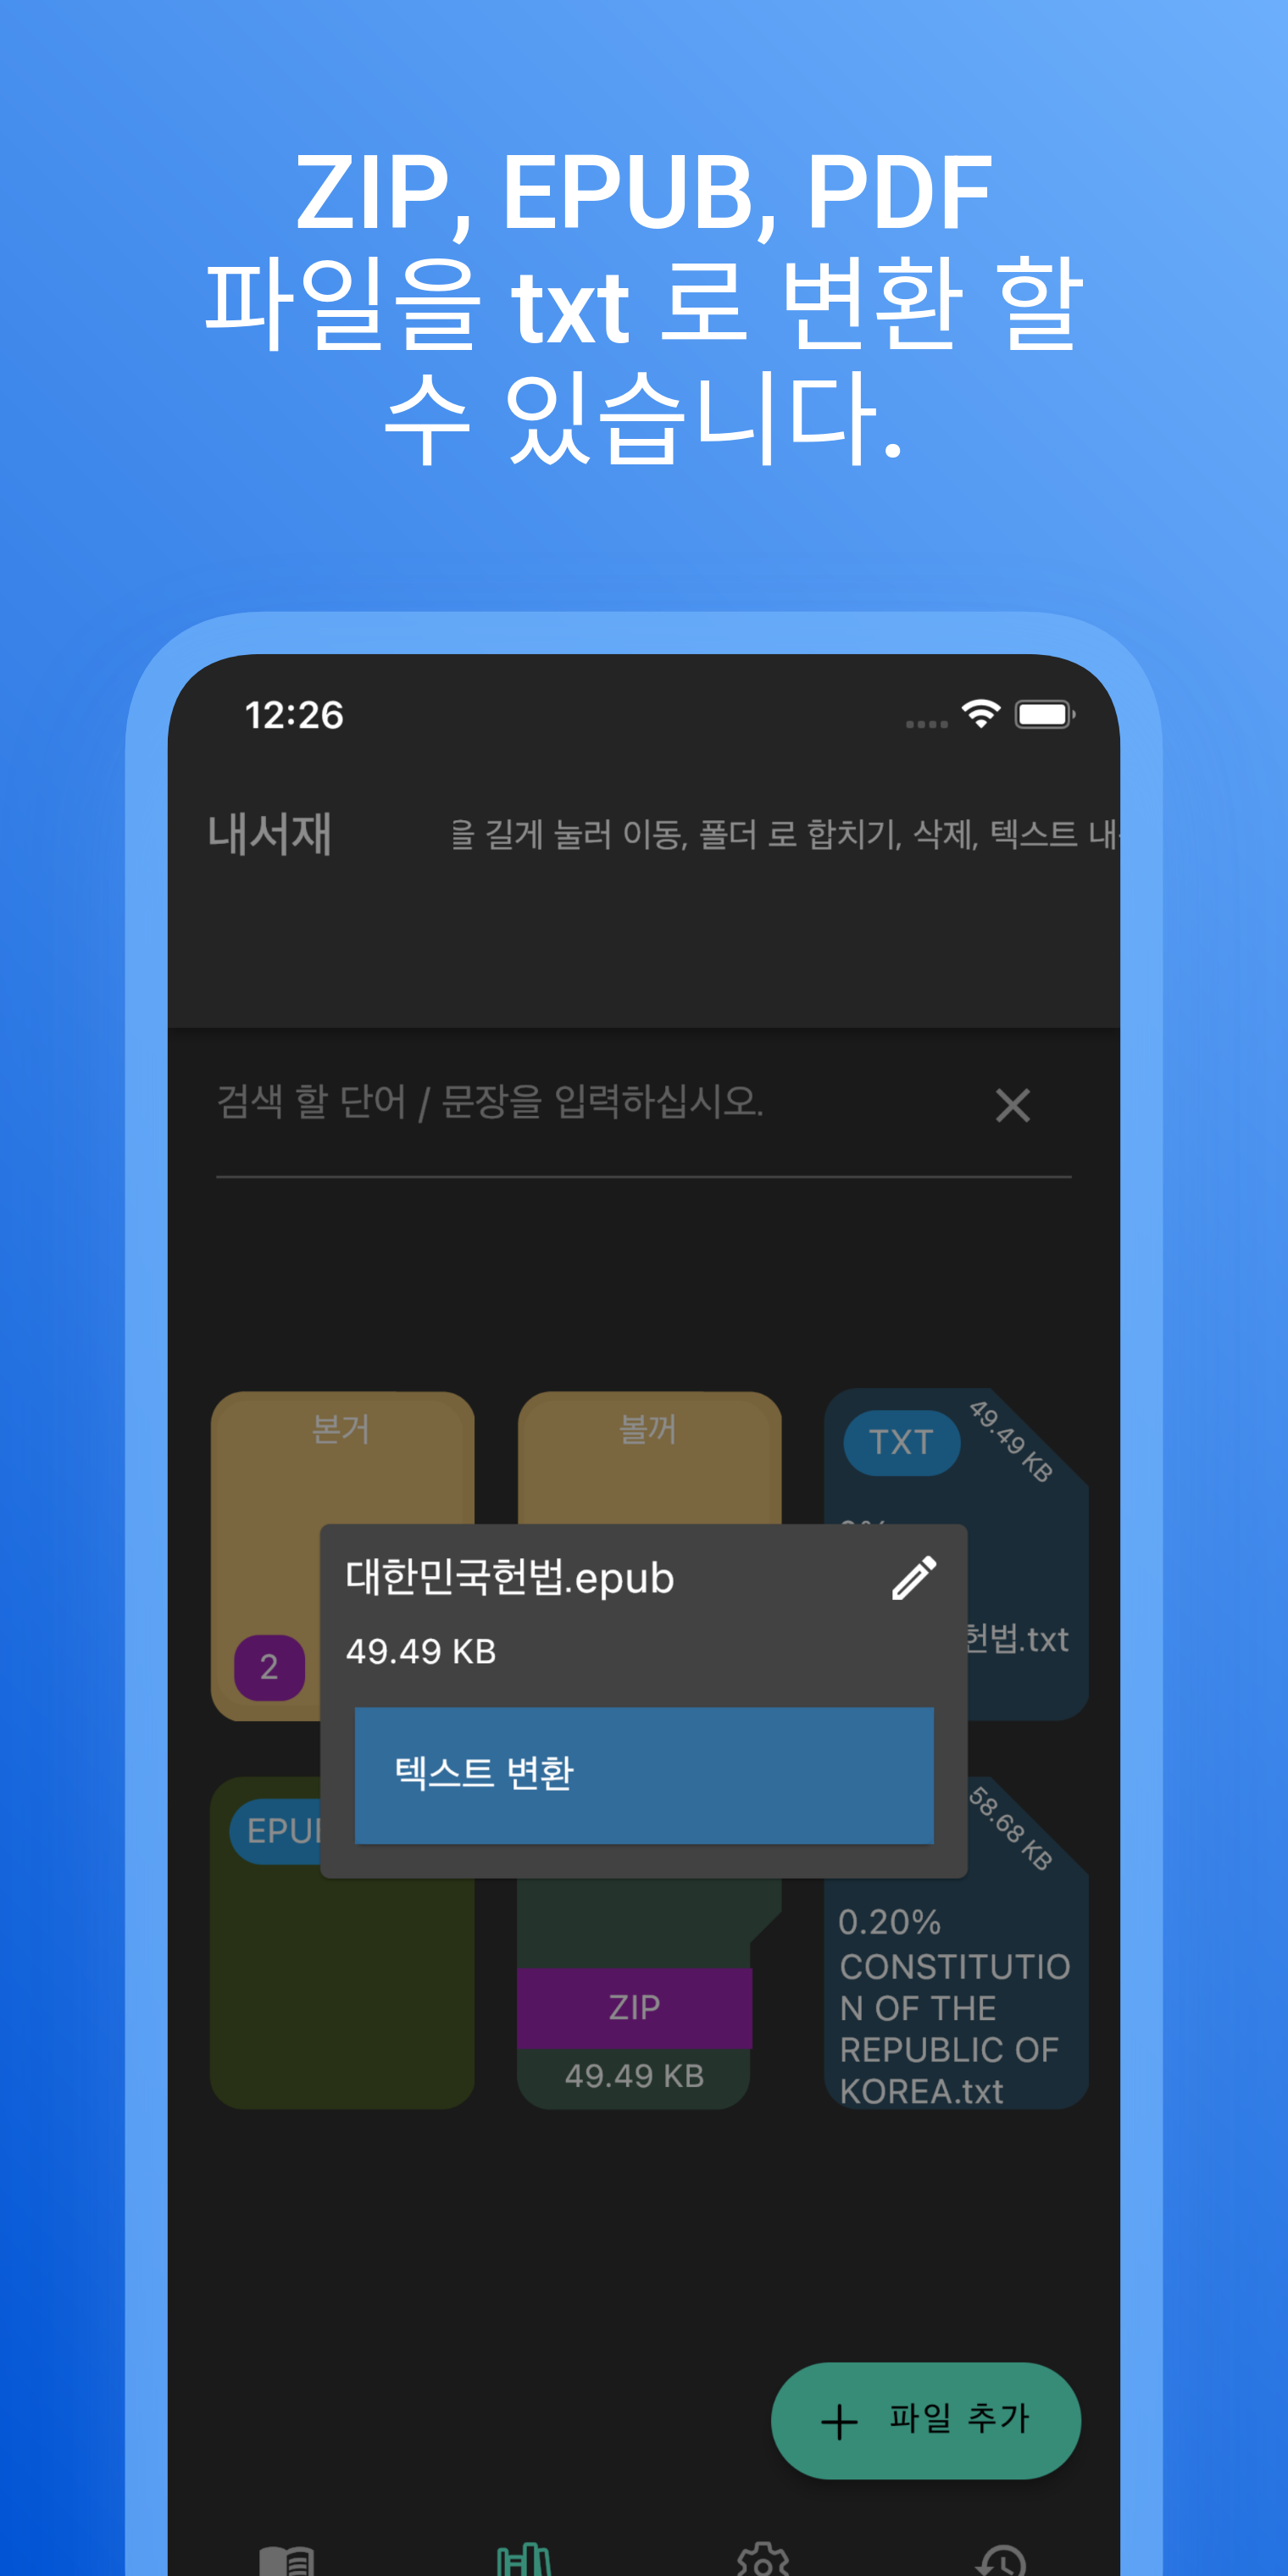 ZIP, EPUB, PDF
파일을 txt 로 변환 할
수 있습니다.
12:26
내서재
을 길게 눌러 이동, 폴더 로 합치기, 삭제, 텍스트 내
검색 할 단어 / 문장을 입력하십시오.
본거
볼꺼
TXT
49.49 KB
대한민국헌법.epub
49.49 KB
텍스트 변환
헌법.txt
2
EPUB
58.68 KB
0.20%
CONSTITUTIO
N OF THE
REPUBLIC OF
KOREA.txt
ZIP
49.49 KB
파일 추가